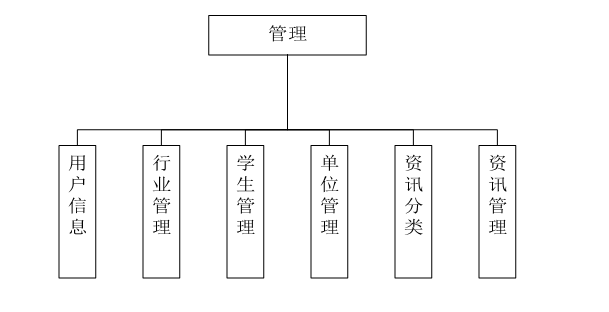 管理
用户信息
行业管理
学生管理
单位管理
资讯分类
资讯管理